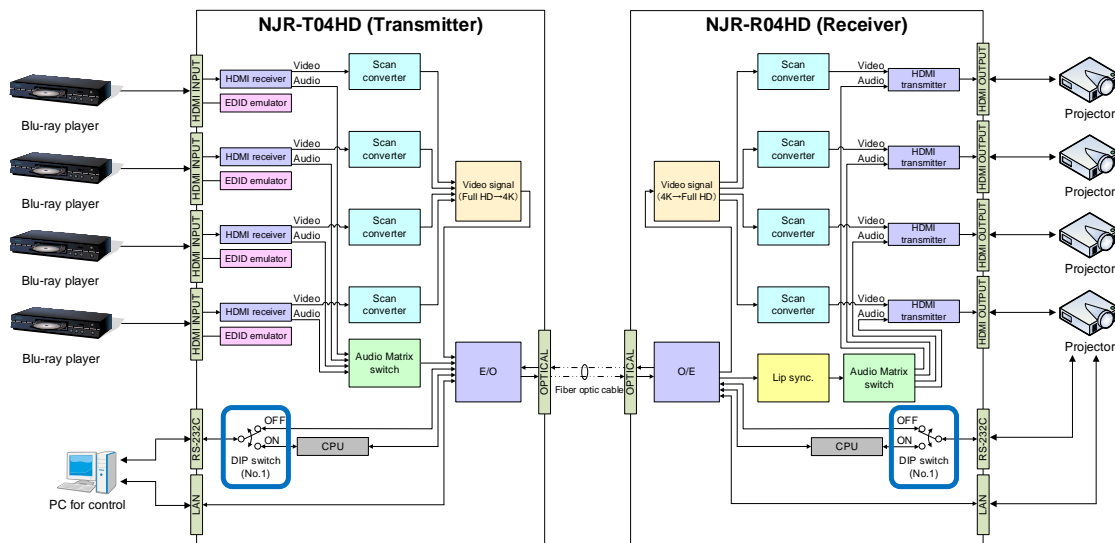 NJR-T04HD (Transmitter)
NJR-R04HD (Receiver)
Blu-ray player
HDMI INPUT
HDMI receiver
EDID emulator
Video
Audio
Scan
converter
Blu-ray player
HDMI INPUT
HDMI receiver
EDID emulator
Video
Audio
Scan
converter
Blu-ray player
HDMI INPUT
HDMI receiver
EDID emulator
Video
Audio
Scan
converter
Blu-ray player
HDMI INPUT
HDMI receiver
EDID emulator
Video
Audio
Scan
converter
Video signal
(Full HD→4K)
Audio Matrix
switch
E/O
OPTICAL
Fiber optic cable
PC for control
RS-232C
LAN
OFF
ON
DIP switch
(No.1)
CPU
OPTICAL
O/E
Video signal
(4K→Full HD)
Lip sync.
Audio Matrix
switch
Scan
converter
Video
Audio
HDMI
transmitter
HDMI OUTPUT
Projector
Scan
converter
Video
Audio
HDMI
transmitter
HDMI OUTPUT
Projector
Scan
converter
Video
Audio
HDMI
transmitter
HDMI OUTPUT
Projector
Scan
converter
Video
Audio
HDMI
transmitter
HDMI OUTPUT
Projector
CPU
OFF
ON
DIP switch
(No.1)
RS-232C
LAN